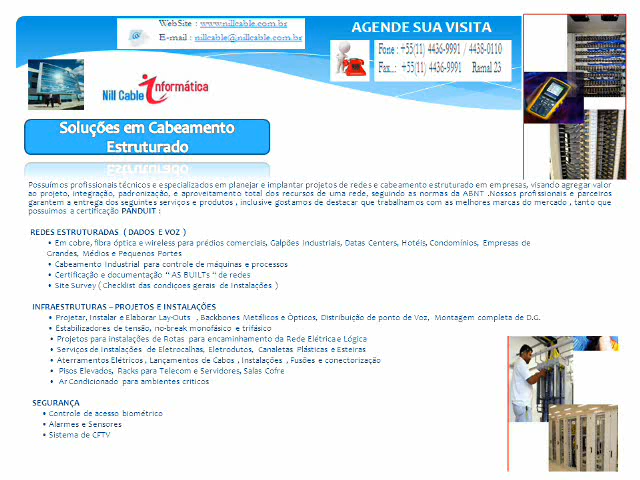 WebSite : www.nillcable.com.br
E-mail : nillcable@nillcable.com.br
AGENDE SUA VISITA
Fone : +55(11) 4436-9991 / 4438-0110
Fax..: +55(11) 4436-9991 Ramal 23
Nill Cable Informática
Soluções em Cabeamento
Estruturado
Possuímos profissionais técnicos e especializados em planejar e implantar projetos de redes e cabeamento estruturado em empresas, visando agregar valor
ao projeto, integração, padronização, e aproveitamento total dos recursos de uma rede, seguindo as normas da ABNT .Nossos profissionais e parceiros
garantem a entrega dos seguintes serviços e produtos , inclusive gostamos de destacar que trabalhamos com as melhores marcas do mercado , tanto que
possuimos a certificação PANDUIT :
REDES ESTRUTURADAS ( DADOS E VOZ )
• Em cobre, fibra óptica e wireless para prédios comerciais, Galpões industriais, Datas Centers, Hotéis, Condomínios, Empresas de
Grandes, Médios e Pequenos Portes
• Cabeamento Industrial para controle de máquinas e processos
• Certificação e documentação “ AS BUILTs “ de redes
• Site Survey ( Checklist das condiçoes gerais de Instalações )
INFRAESTRUTURAS – PROJETOS E INSTALAÇÕES
• Projetar, Instalar e Elaborar Lay-Outs , Backbones Metálicos e Ópticos, Distribuição de ponto de Voz, Montagem completa de D.G.
• Estabilizadores de tensão, no-break monofásico e trifásico
• Projetos para instalações de Rotas para encaminhamento da Rede Elétrica e Lógica
• Serviços de Instalações de Eletrocalhas, Eletrodutos, Canaletas Plásticas e Esteiras
• Aterramentos Elétricos , Lançamentos de Cabos , Instalações , Fusões e conectorização
• Pisos Elevados, Racks para Telecom e Servidores, Salas Cofre
• Ar Condicionado para ambientes criticos
SEGURANÇA
• Controle de acesso biométrico
• Alarmes e Sensores
• Sistema de CFTV